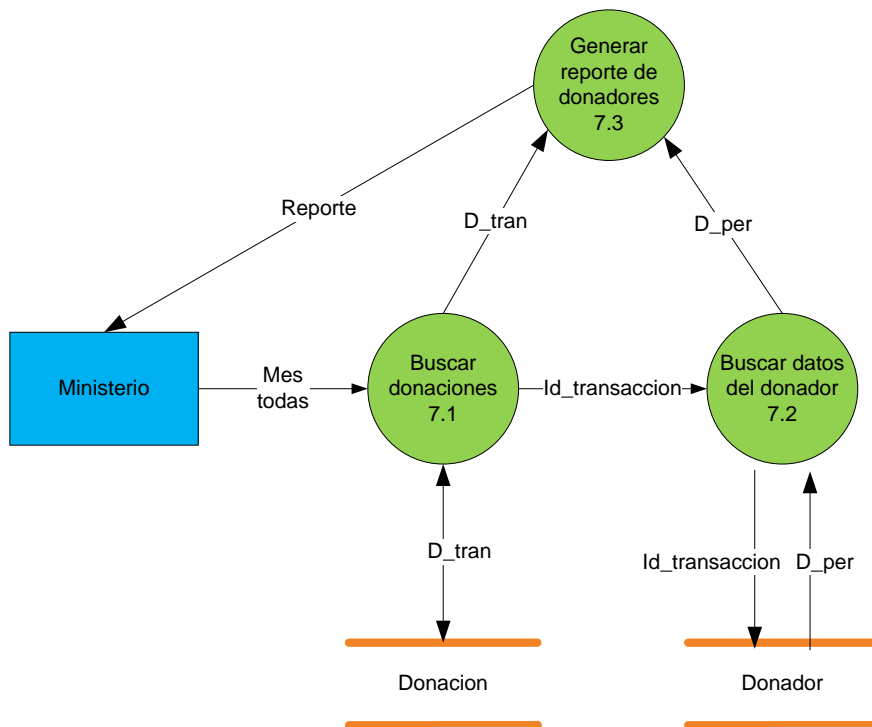 Generar
reporte de
donadores
7.3
Reporte
D_tran
D_per
Ministerio
Mes
todas
Buscar
donaciones
7.1
Id_transaccion
Buscar datos
del donador
7.2
D_tran
Id_transaccion
D_per
Donacion
Donador